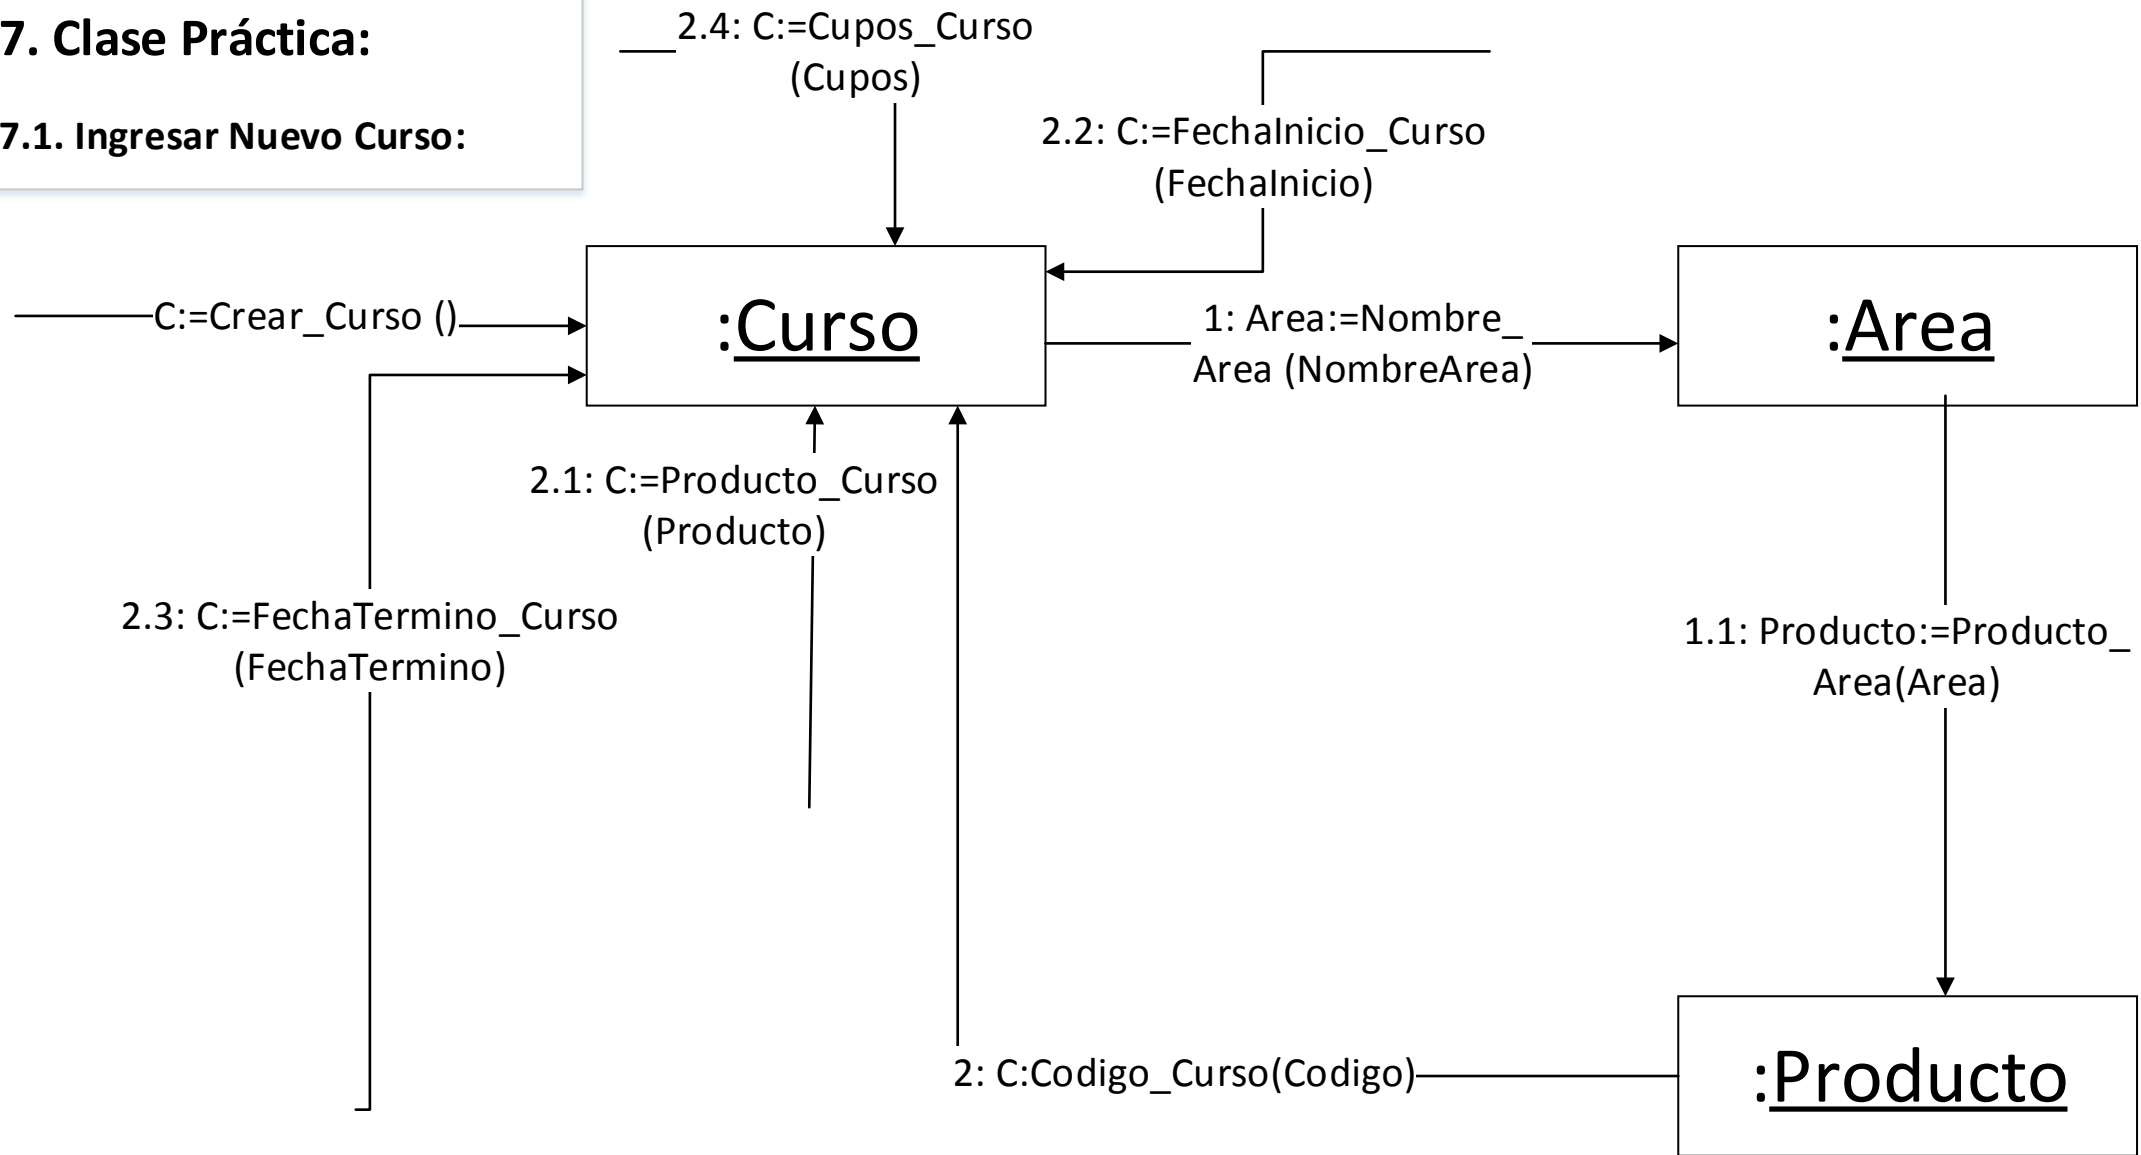 7. Clase Práctica:
7.1. Ingresar Nuevo Curso:
2.4: C:=Cupos_Curso
(Cupos)
2.2: C:=FechaInicio_Curso
(FechaInicio)
C:=Crear_Curso ()
:Curso
1: Area:=Nombre_
Area (NombreArea)
:Area
2.1: C:=Producto_Curso
(Producto)
2.3: C:=FechaTermino_Curso
(FechaTermino)
1.1: Producto:=Producto_
Area(Area)
2: C:Codigo_Curso(Codigo)
:Producto